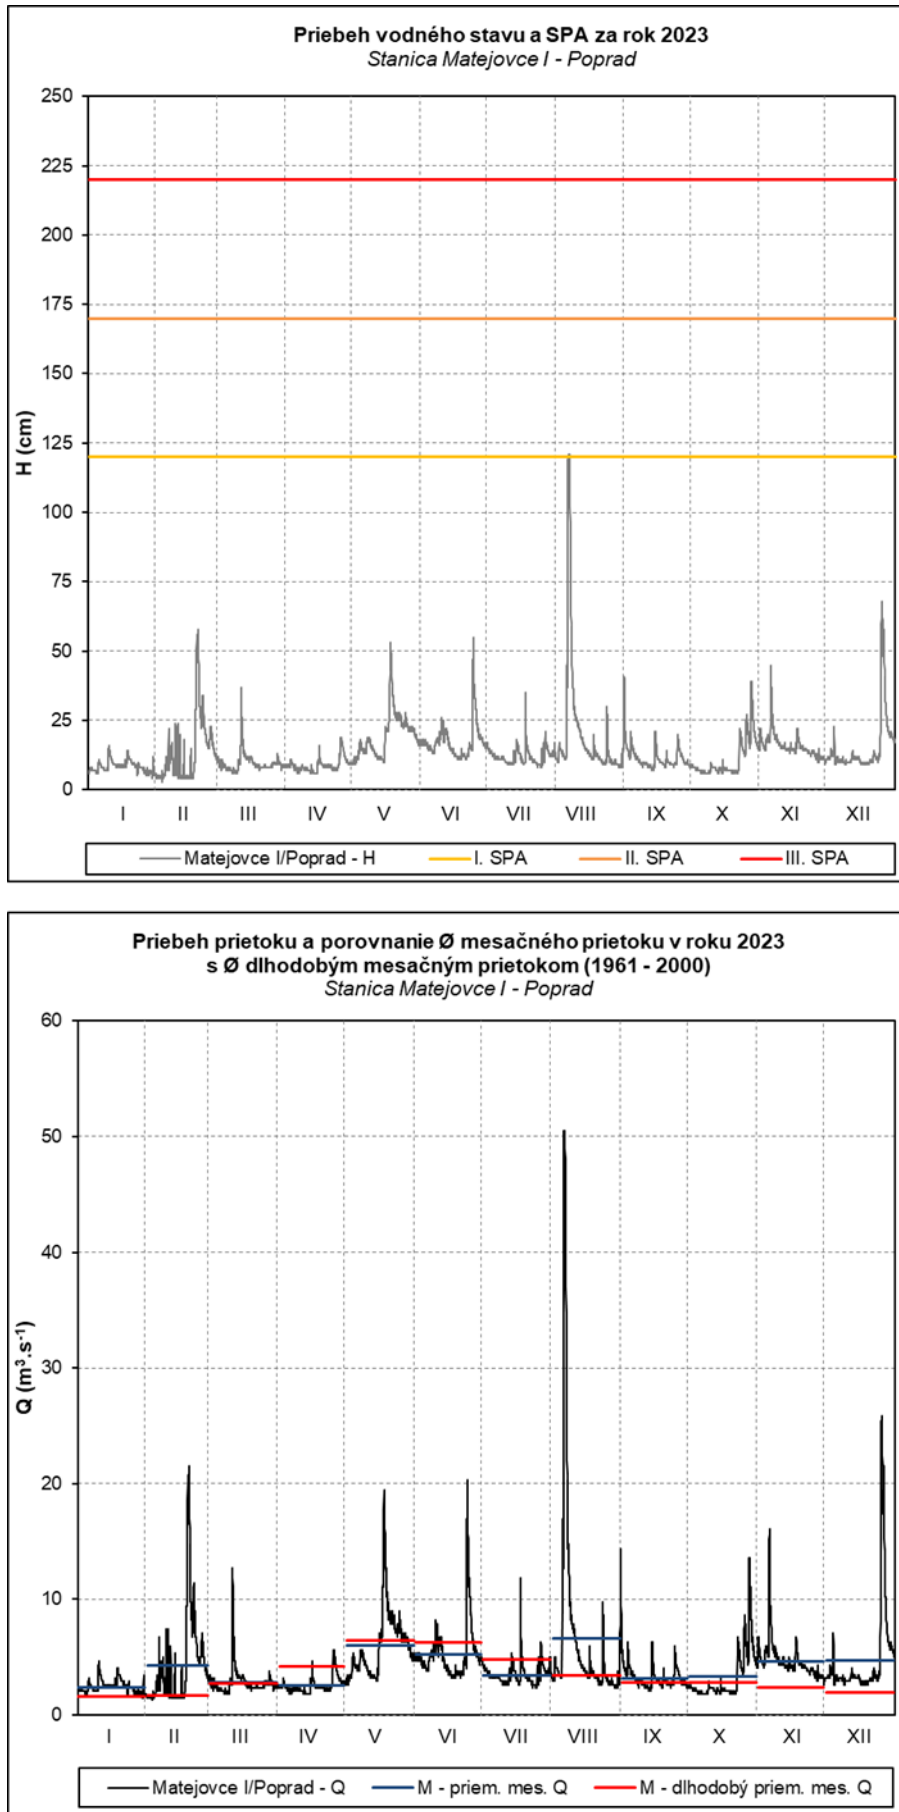 Priebeh vodného stavu a SPA za rok 2023
Stanica Matejovce I - Poprad
250
225
200
175
150
125
100
75
50
25
0
H (cm)
I II III IV V VI VII VIII IX X XI XII
Matejovce I/Poprad - H I. SPA II. SPA III. SPA
Priebeh prietoku a porovnanie Ø mesačného prietoku v roku 2023
s Ø dlhodobým mesačným prietokom (1961 - 2000)
Stanica Matejovce I - Poprad
60
50
40
30
20
10
0
Q (m³.s⁻¹)
I II III IV V VI VII VIII IX X XI XII
Matejovce I/Poprad - Q M - priem. mes. Q M - dlhodobý priem. mes. Q